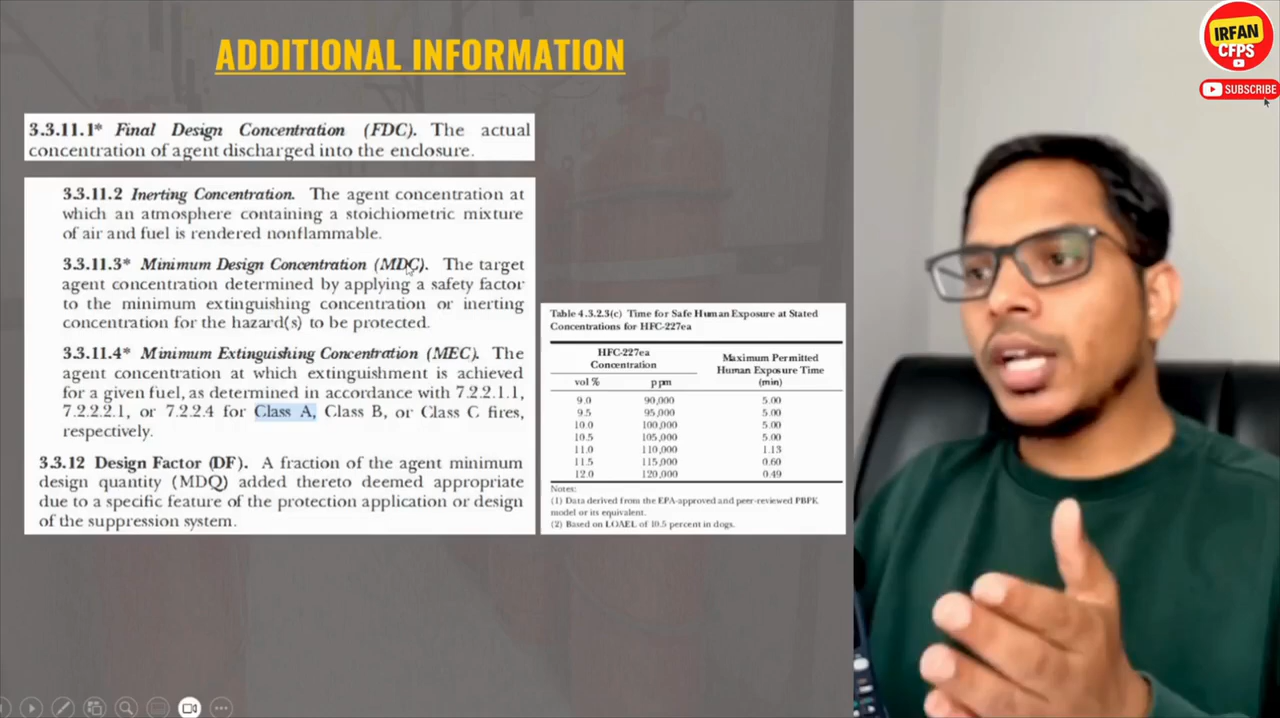 ADDITIONAL INFORMATION
IRFAN
CFPS
SUBSCRIBE
3.3.11.1* Final Design Concentration (FDC). The actual
concentration of agent discharged into the enclosure.
3.3.11.2 Inerting Concentration. The agent concentration at
which an atmosphere containing a stoichiometric mixture
of air and fuel is rendered nonflammable.
3.3.11.3* Minimum Design Concentration (MDC). The target
agent concentration determined by applying a safety factor
to the minimum extinguishing concentration or inerting
concentration for the hazard(s) to be protected.
3.3.11.4* Minimum Extinguishing Concentration (MEC). The
agent concentration at which extinguishment is achieved
for a given fuel, as determined in accordance with 7.2.2.1.1,
7.2.2.2.1, or 7.2.2.4 for Class A, Class B, or Class C fires,
respectively.
3.3.12 Design Factor (DF). A fraction of the agent minimum
design quantity (MDQ) added thereto deemed appropriate
due to a specific feature of the protection application or design
of the suppression system.
Table 4.3.2.3(c) Time for Safe Human Exposure at Stated
Concentrations for HFC-227ea
HFC-227ea
Concentration
Maximum Permitted
Human Exposure Time
(min)
vol % ppm
9.0 90,000 5.00
9.5 95,000 5.00
10.0 100,000 5.00
10.5 105,000 5.00
11.0 110,000 1.13
11.5 115,000 0.60
12.0 120,000 0.49
Notes:
(1) Data derived from the EPA-approved and peer-reviewed PBPK
model or its equivalent.
(2) Based on LOAEL of 10.5 percent in dogs.